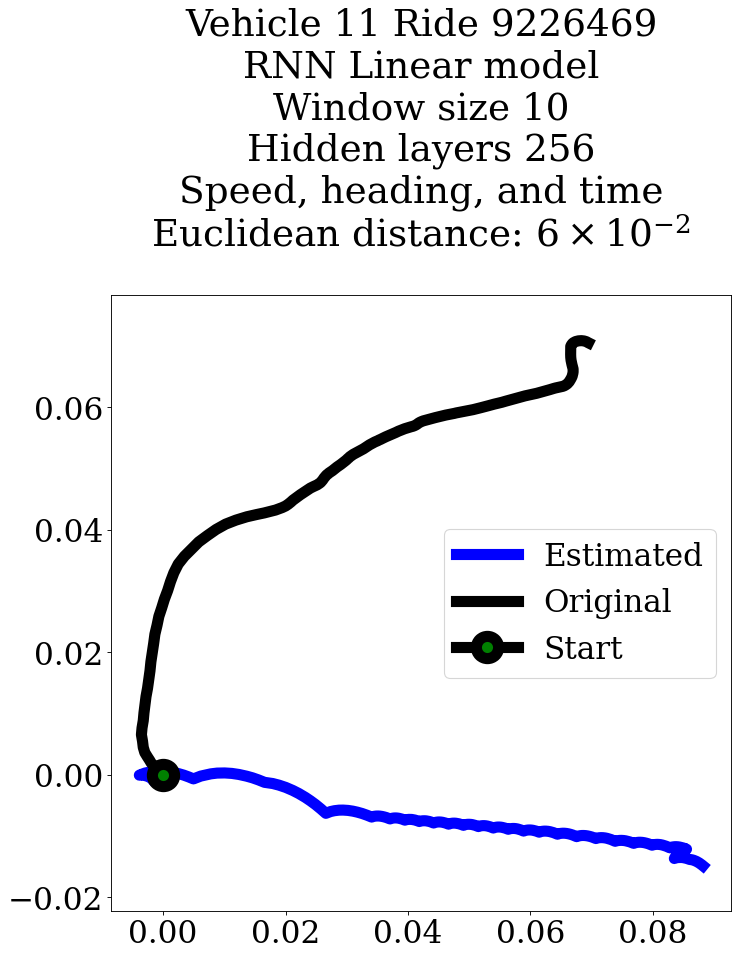 Vehicle 11 Ride 9226469
RNN Linear model
Window size 10
Hidden layers 256
Speed, heading, and time
Euclidean distance: 6 × 10⁻²
0.06
0.04
Estimated
Original
0.02
Start
0.00
−0.02
0.00 0.02 0.04 0.06 0.08